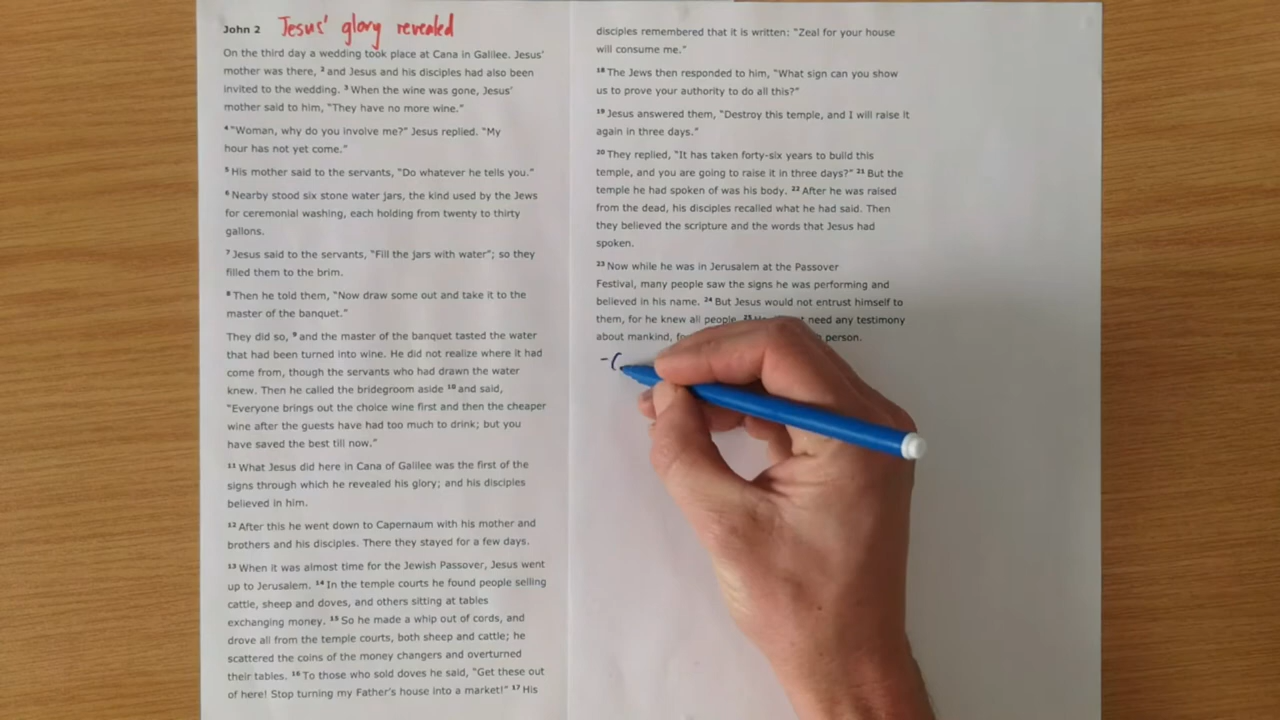 John 2 Jesus' glory revealed
On the third day a wedding took place at Cana in Galilee. Jesus'
mother was there, ² and Jesus and his disciples had also been
invited to the wedding. ³ When the wine was gone, Jesus'
mother said to him, "They have no more wine."
⁴ "Woman, why do you involve me?" Jesus replied. "My
hour has not yet come."
⁵ His mother said to the servants, "Do whatever he tells you."
⁶ Nearby stood six stone water jars, the kind used by the Jews
for ceremonial washing, each holding from twenty to thirty
gallons.
⁷ Jesus said to the servants, "Fill the jars with water"; so they
filled them to the brim.
⁸ Then he told them, "Now draw some out and take it to the
master of the banquet."
They did so, ⁹ and the master of the banquet tasted the water
that had been turned into wine. He did not realize where it had
come from, though the servants who had drawn the water
knew. Then he called the bridegroom aside ¹⁰ and said,
"Everyone brings out the choice wine first and then the cheaper
wine after the guests have had too much to drink; but you
have saved the best till now."
¹¹ What Jesus did here in Cana of Galilee was the first of the
signs through which he revealed his glory; and his disciples
believed in him.
¹² After this he went down to Capernaum with his mother and
brothers and his disciples. There they stayed for a few days.
¹³ When it was almost time for the Jewish Passover, Jesus went
up to Jerusalem. ¹⁴ In the temple courts he found people selling
cattle, sheep and doves, and others sitting at tables
exchanging money. ¹⁵ So he made a whip out of cords, and
drove all from the temple courts, both sheep and cattle; he
scattered the coins of the money changers and overturned
their tables. ¹⁶ To those who sold doves he said, "Get these out
of here! Stop turning my Father's house into a market!" ¹⁷ His
disciples remembered that it is written: "Zeal for your house
will consume me."
¹⁸ The Jews then responded to him, "What sign can you show
us to prove your authority to do all this?"
¹⁹ Jesus answered them, "Destroy this temple, and I will raise it
again in three days."
²⁰ They replied, "It has taken forty-six years to build this
temple, and you are going to raise it in three days?" ²¹ But the
temple he had spoken of was his body. ²² After he was raised
from the dead, his disciples recalled what he had said. Then
they believed the scripture and the words that Jesus had
spoken.
²³ Now while he was in Jerusalem at the Passover
Festival, many people saw the signs he was performing and
believed in his name. ²⁴ But Jesus would not entrust himself to
them, for he knew all people. ²⁵ need any testimony
about mankind, person.